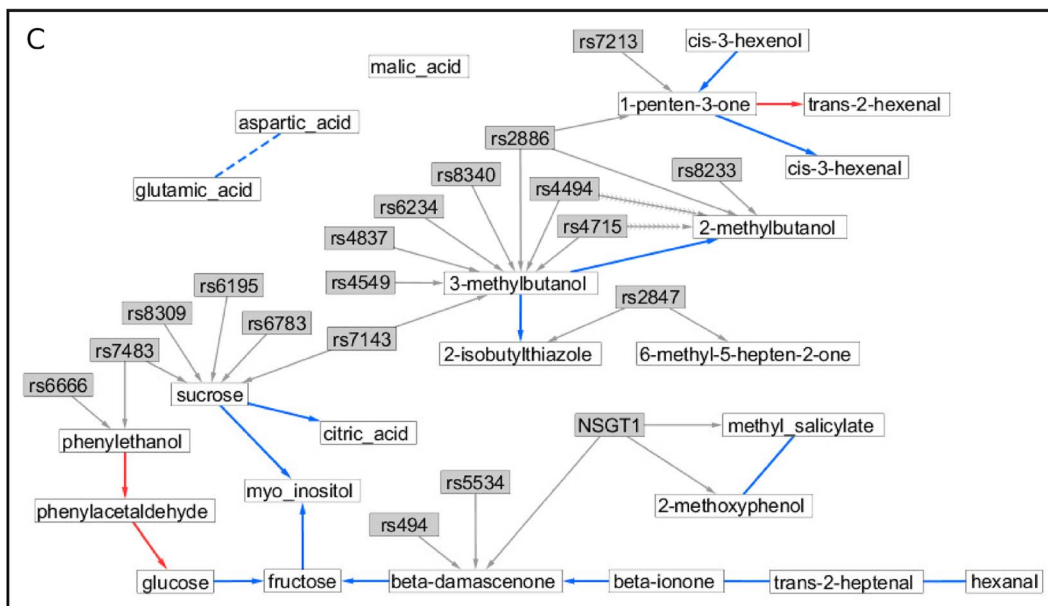 C
rs7213
cis-3-hexenol
malic_acid
1-penten-3-one
trans-2-hexenal
aspartic_acid
rs2886
cis-3-hexenal
rs8340
rs8233
glutamic_acid
rs4494
rs6234
rs4715
2-methylbutanol
rs4837
rs4549
3-methylbutanol
rs6195
rs2847
rs8309
rs6783
rs7143
rs7483
2-isobutylthiazole
6-methyl-5-hepten-2-one
rs6666
sucrose
phenylethanol
citric_acid
NSGT1
methyl_salicylate
rs5534
myo_inositol
2-methoxyphenol
phenylacetaldehyde
rs494
glucose
fructose
beta-damascenone
beta-ionone
trans-2-heptenal
hexanal